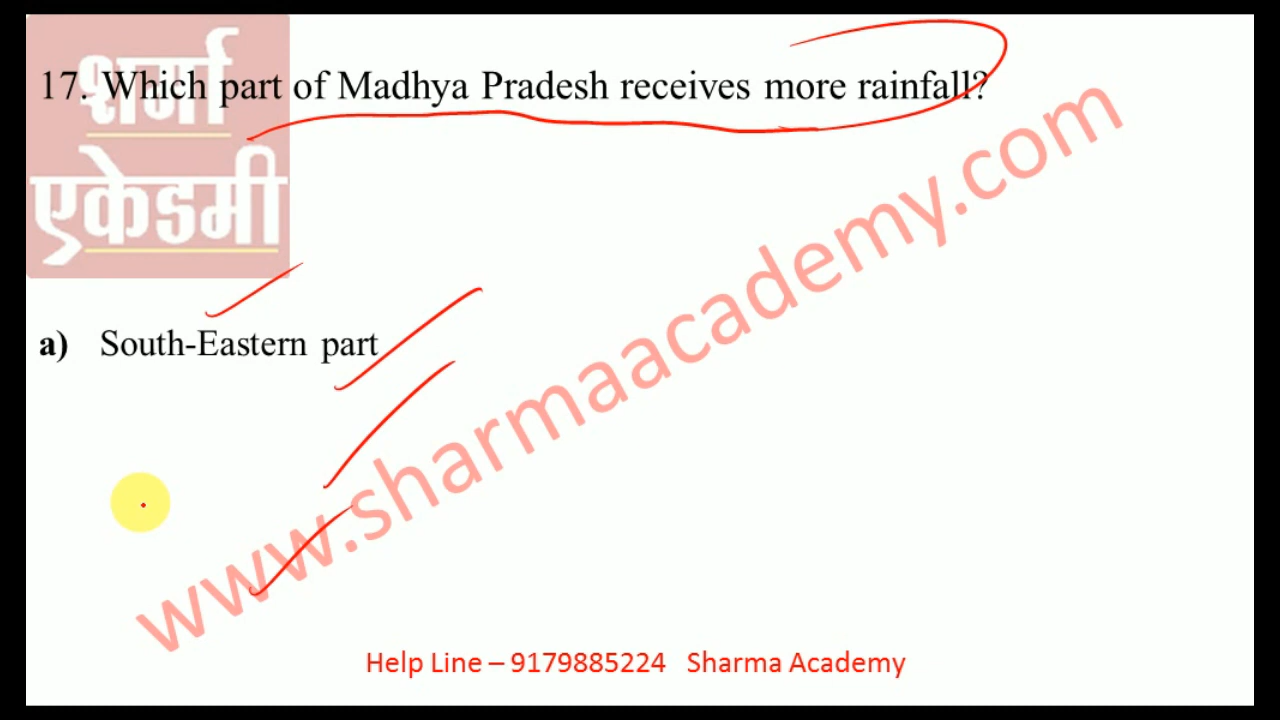 शर्मा
एकेडमी
17. Which part of Madhya Pradesh receives more rainfall?
a) South-Eastern part
www.sharmaacademy.com
Help Line – 9179885224 Sharma Academy